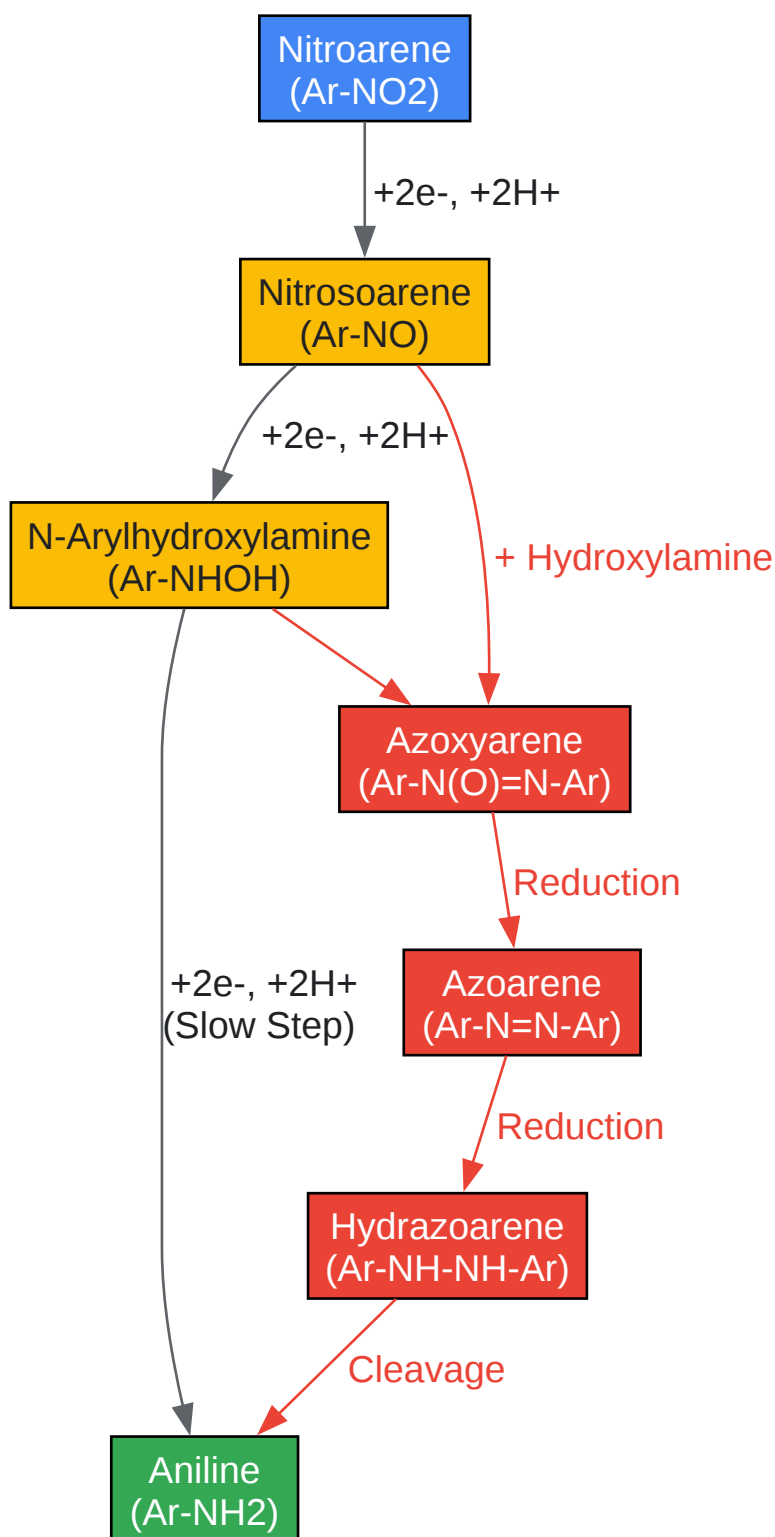 Nitroarene
(Ar-NO2)
+2e-, +2H+
Nitrosoarene
(Ar-NO)
+2e-, +2H+
N-Arylhydroxylamine
(Ar-NHOH)
+ Hydroxylamine
Azoxyarene
(Ar-N(O)=N-Ar)
Reduction
+2e-, +2H+
(Slow Step)
Azoarene
(Ar-N=N-Ar)
Reduction
Hydrazoarene
(Ar-NH-NH-Ar)
Cleavage
Aniline
(Ar-NH2)